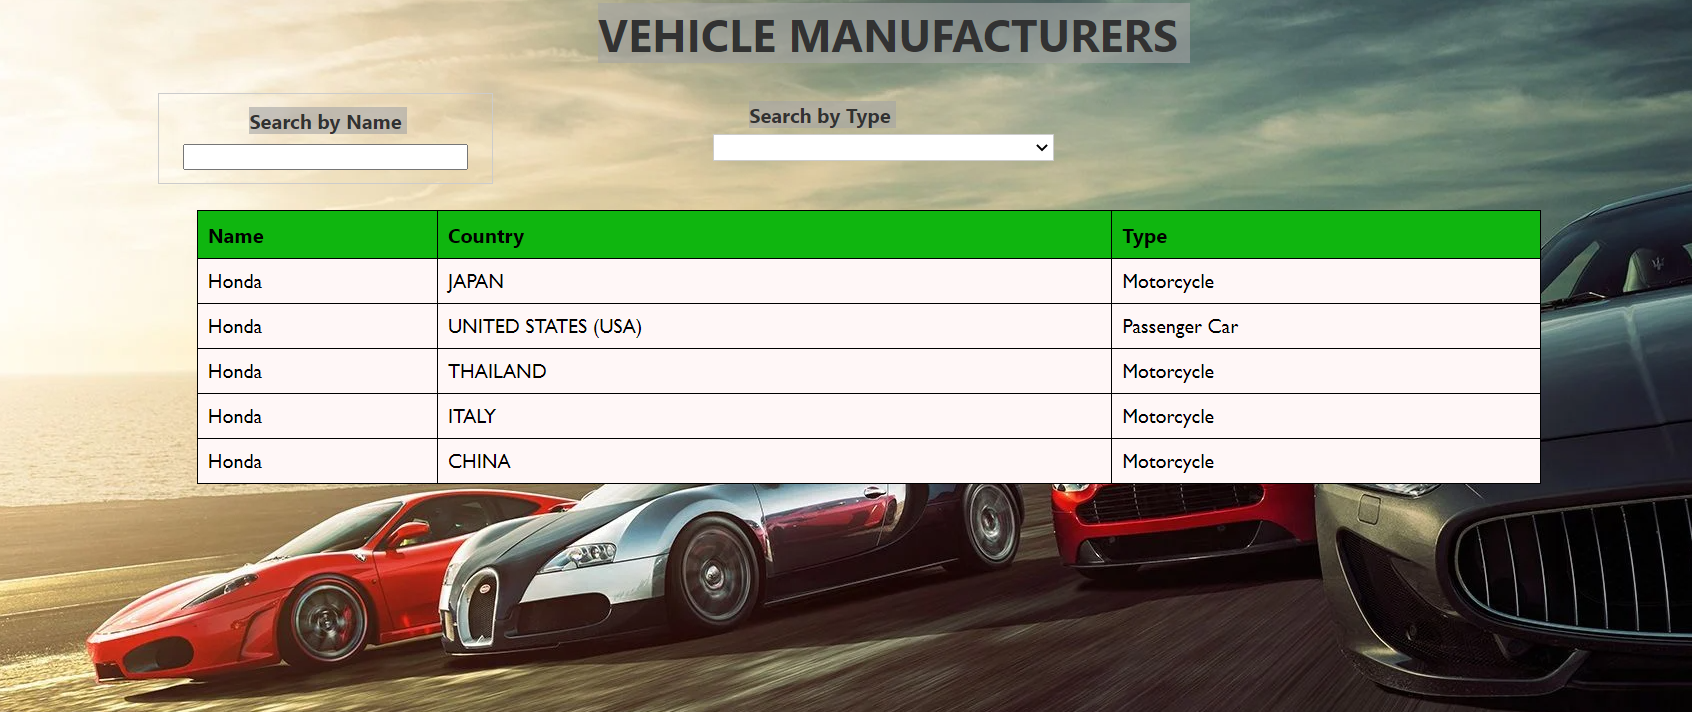 VEHICLE MANUFACTURERS
Search by Name
Search by Type
Name Country Type
Honda JAPAN Motorcycle
Honda UNITED STATES (USA) Passenger Car
Honda THAILAND Motorcycle
Honda ITALY Motorcycle
Honda CHINA Motorcycle